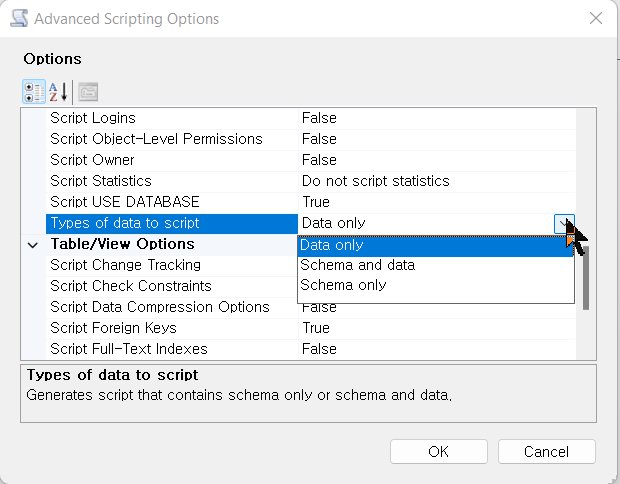 Advanced Scripting Options
Options
Script Logins False
Script Object-Level Permissions False
Script Owner False
Script Statistics Do not script statistics
Script USE DATABASE True
Types of data to script Data only
Table/View Options Data only
Script Change Tracking Schema and data
Script Check Constraints Schema only
Script Data Compression Options False
Script Foreign Keys True
Script Full-Text Indexes False
Types of data to script
Generates script that contains schema only or schema and data.
OK Cancel